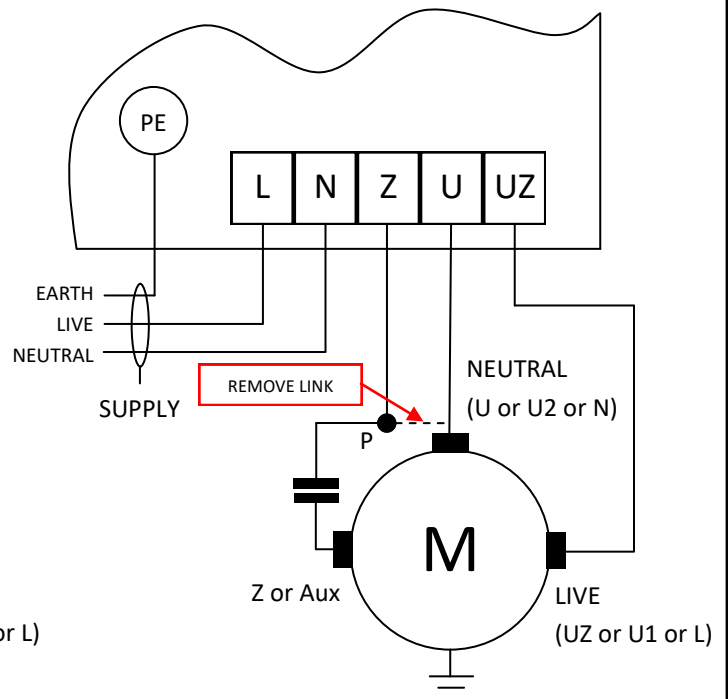 PE
L N Z U UZ
EARTH
LIVE
NEUTRAL
SUPPLY
REMOVE LINK
NEUTRAL
(U or U2 or N)
P
M
Z or Aux
LIVE
(UZ or U1 or L)
or L)